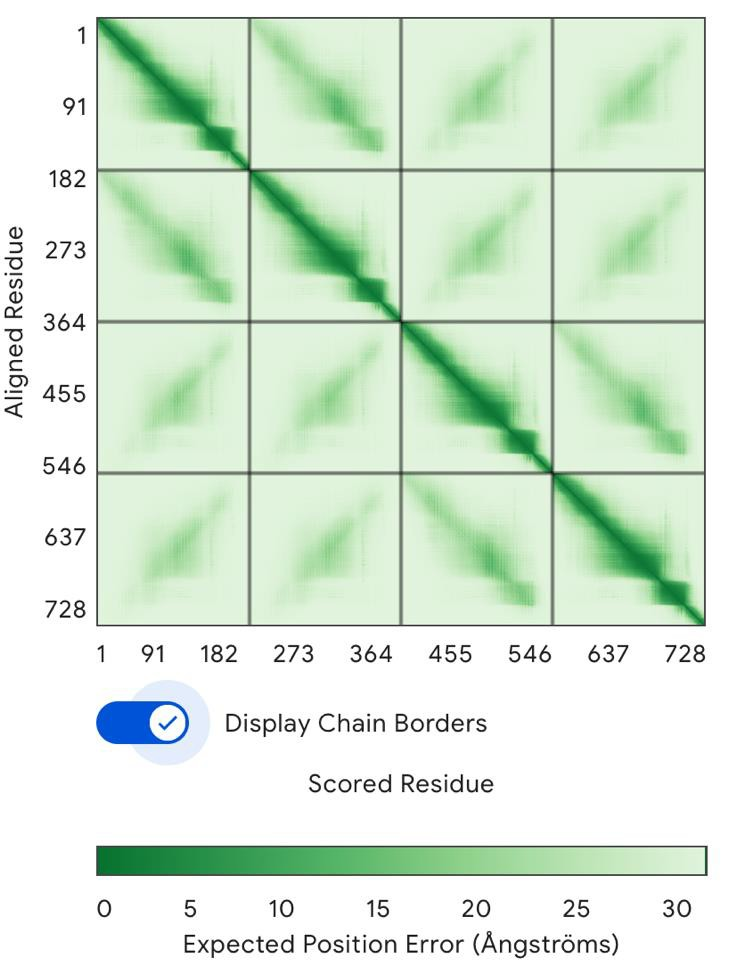 1
91
182
273
364
455
546
637
728
Aligned Residue
1 91 182 273 364 455 546 637 728
Display Chain Borders
Scored Residue
0 5 10 15 20 25 30
Expected Position Error (Ångströms)